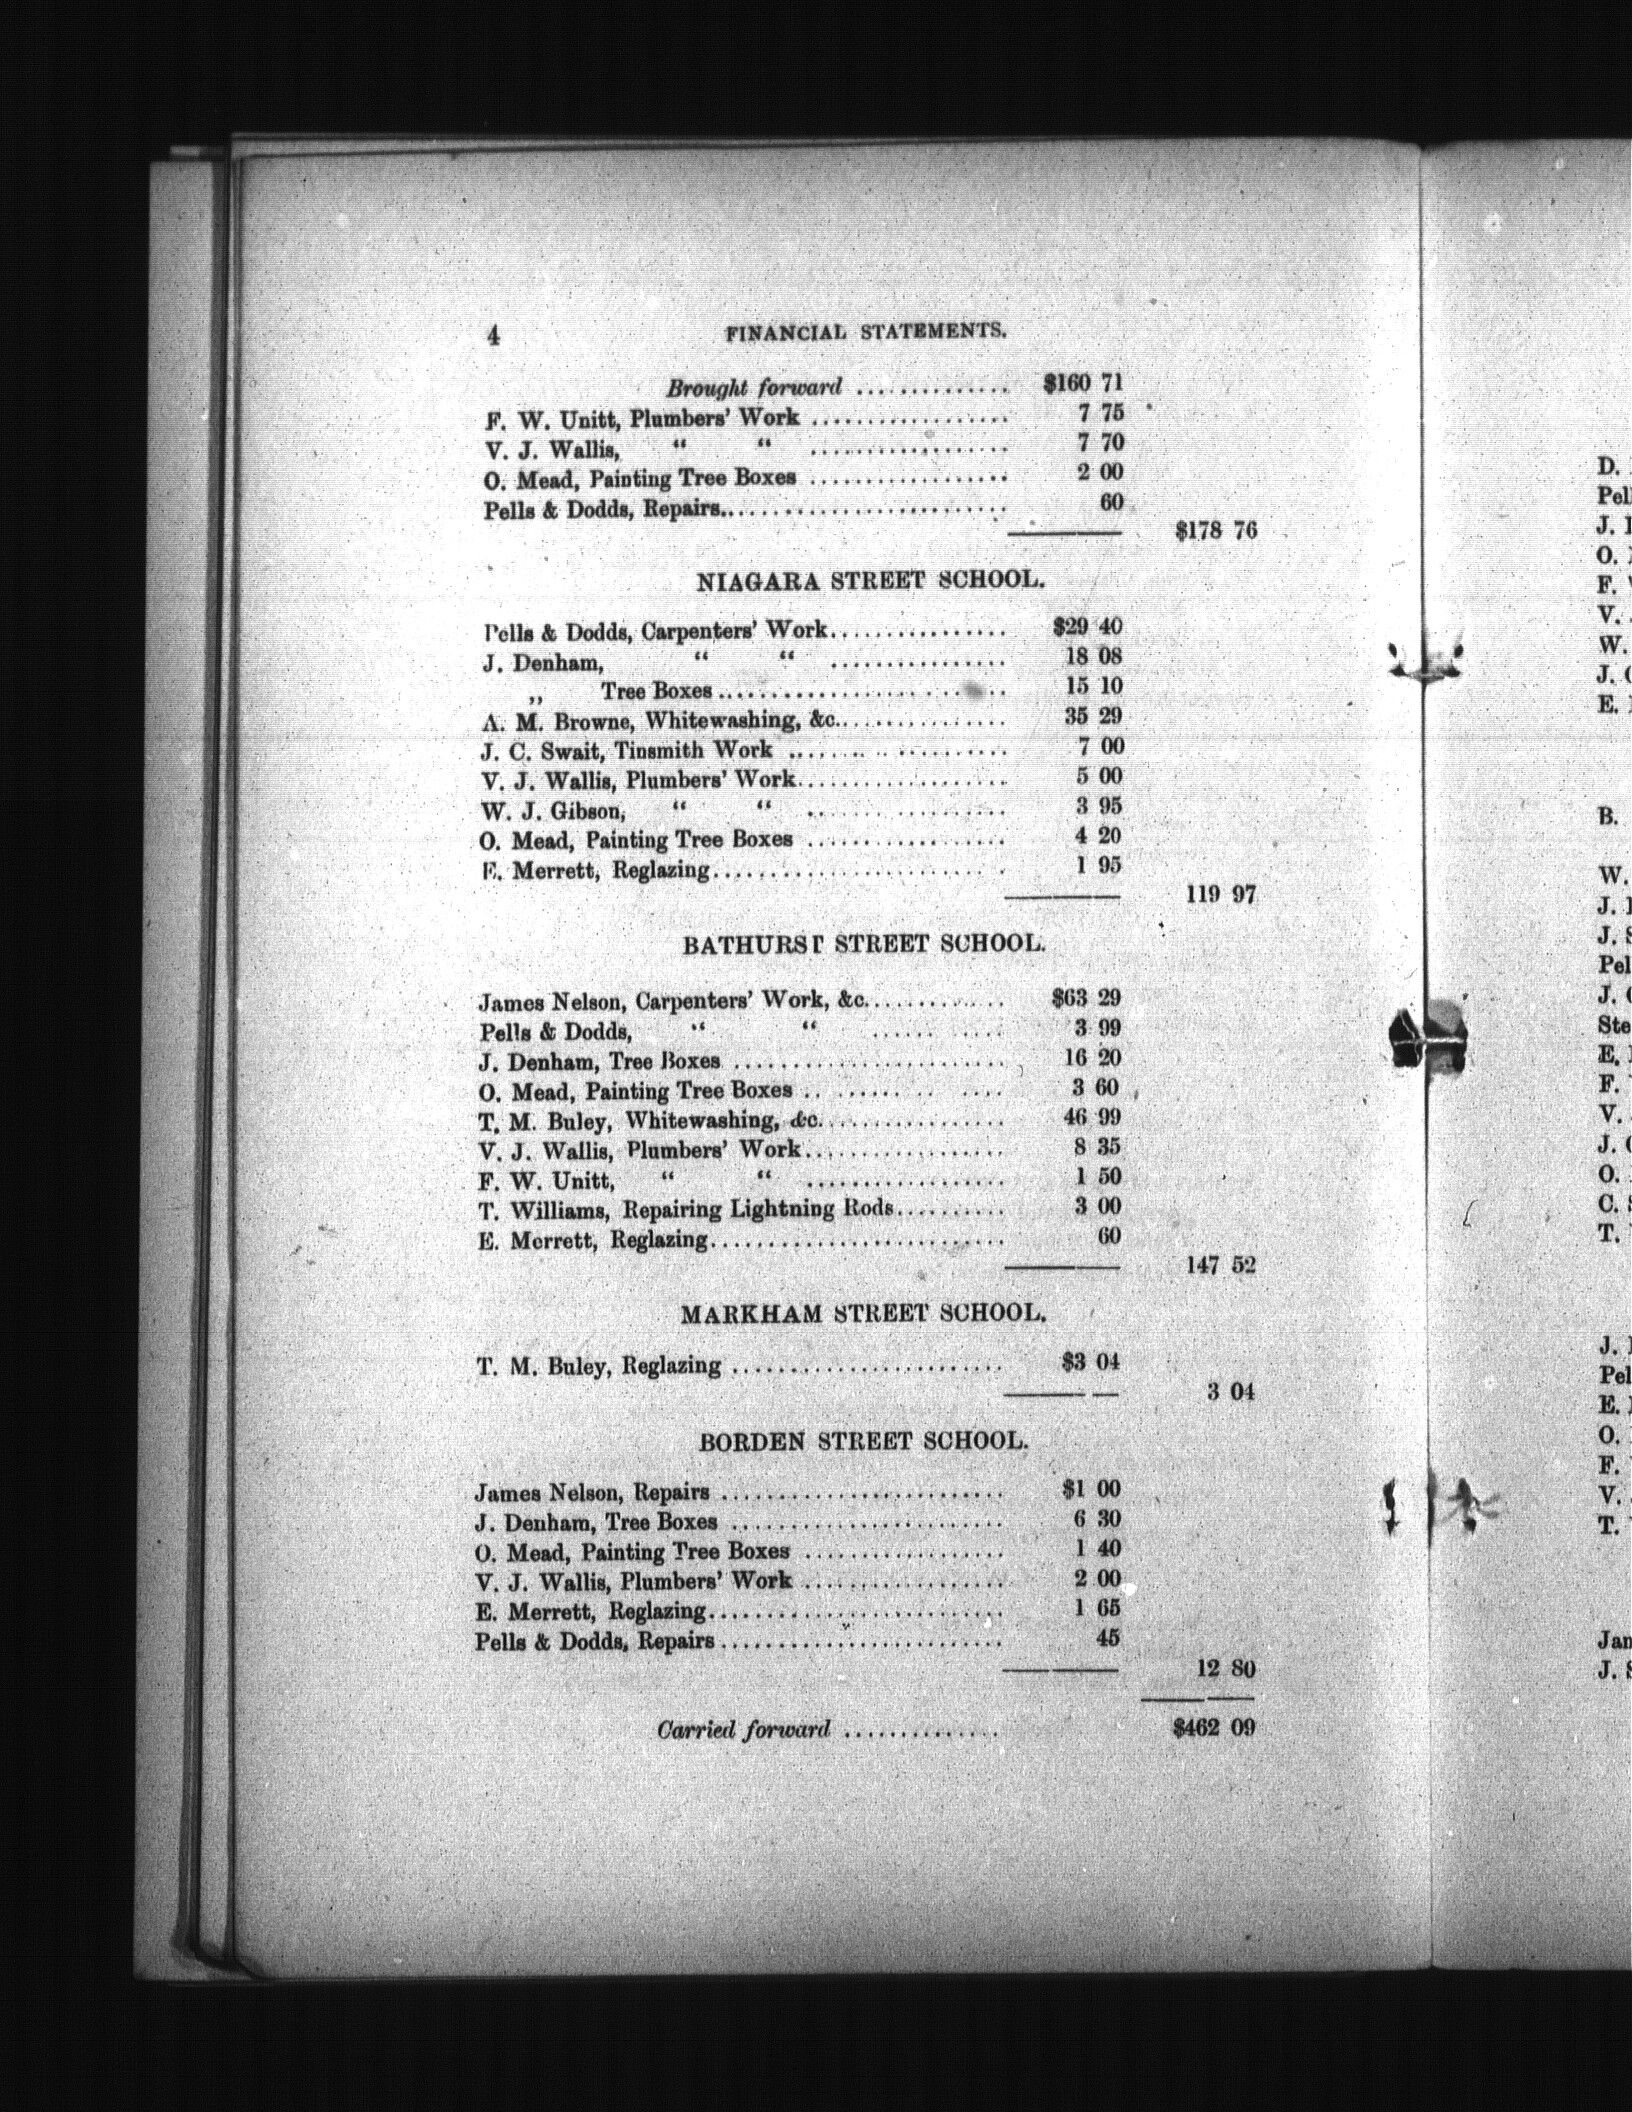 4 FINANCIAL STATEMENTS.
Brought forward .............. $160 71
F. W. Unitt, Plumbers' Work .................. 7 75
V. J. Wallis, “ “ .................. 7 70
O. Mead, Painting Tree Boxes .................. 2 00
Pells & Dodds, Repairs.......................... 60
$178 76
NIAGARA STREET SCHOOL.
Pells & Dodds, Carpenters' Work................ $29 40
J. Denham, “ “ ................ 18 08
,, Tree Boxes .......................... 15 10
A. M. Browne, Whitewashing, &c................ 35 29
J. C. Swait, Tinsmith Work .................... 7 00
V. J. Wallis, Plumbers' Work................... 5 00
W. J. Gibson, “ “ .................. 3 95
O. Mead, Painting Tree Boxes .................. 4 20
E. Merrett, Reglazing.......................... 1 95
119 97
BATHURST STREET SCHOOL.
James Nelson, Carpenters' Work, &c............. $63 29
Pells & Dodds, “ “ ............ 3 99
J. Denham, Tree Boxes ........................ 16 20
O. Mead, Painting Tree Boxes .................. 3 60
T. M. Buley, Whitewashing, &c................. 46 99
V. J. Wallis, Plumbers' Work.................. 8 35
F. W. Unitt, “ “ .................. 1 50
T. Williams, Repairing Lightning Rods.......... 3 00
E. Merrett, Reglazing.......................... 60
147 52
MARKHAM STREET SCHOOL.
T. M. Buley, Reglazing ........................ $3 04
3 04
BORDEN STREET SCHOOL.
James Nelson, Repairs ......................... $1 00
J. Denham, Tree Boxes ........................ 6 30
O. Mead, Painting Tree Boxes .................. 1 40
V. J. Wallis, Plumbers' Work .................. 2 00
E. Merrett, Reglazing.......................... 1 65
Pells & Dodds, Repairs ......................... 45
12 80
Carried forward .............. $462 09
D.
J.
O.
F.
V.
W.
J.
E.
B.
W.
J.
J.
J.
E.
F.
V.
J.
O.
C.
T.
J.
E.
O.
F.
V.
T.
J.